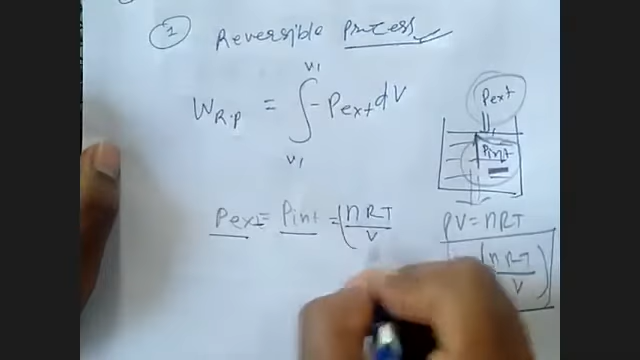 1 Reversible Process
W R.P = ∫ V1 V1 - Pext dV
Pext
Pint
Pext = Pint = (nRT/V
PV = nRT
(nRT/V)